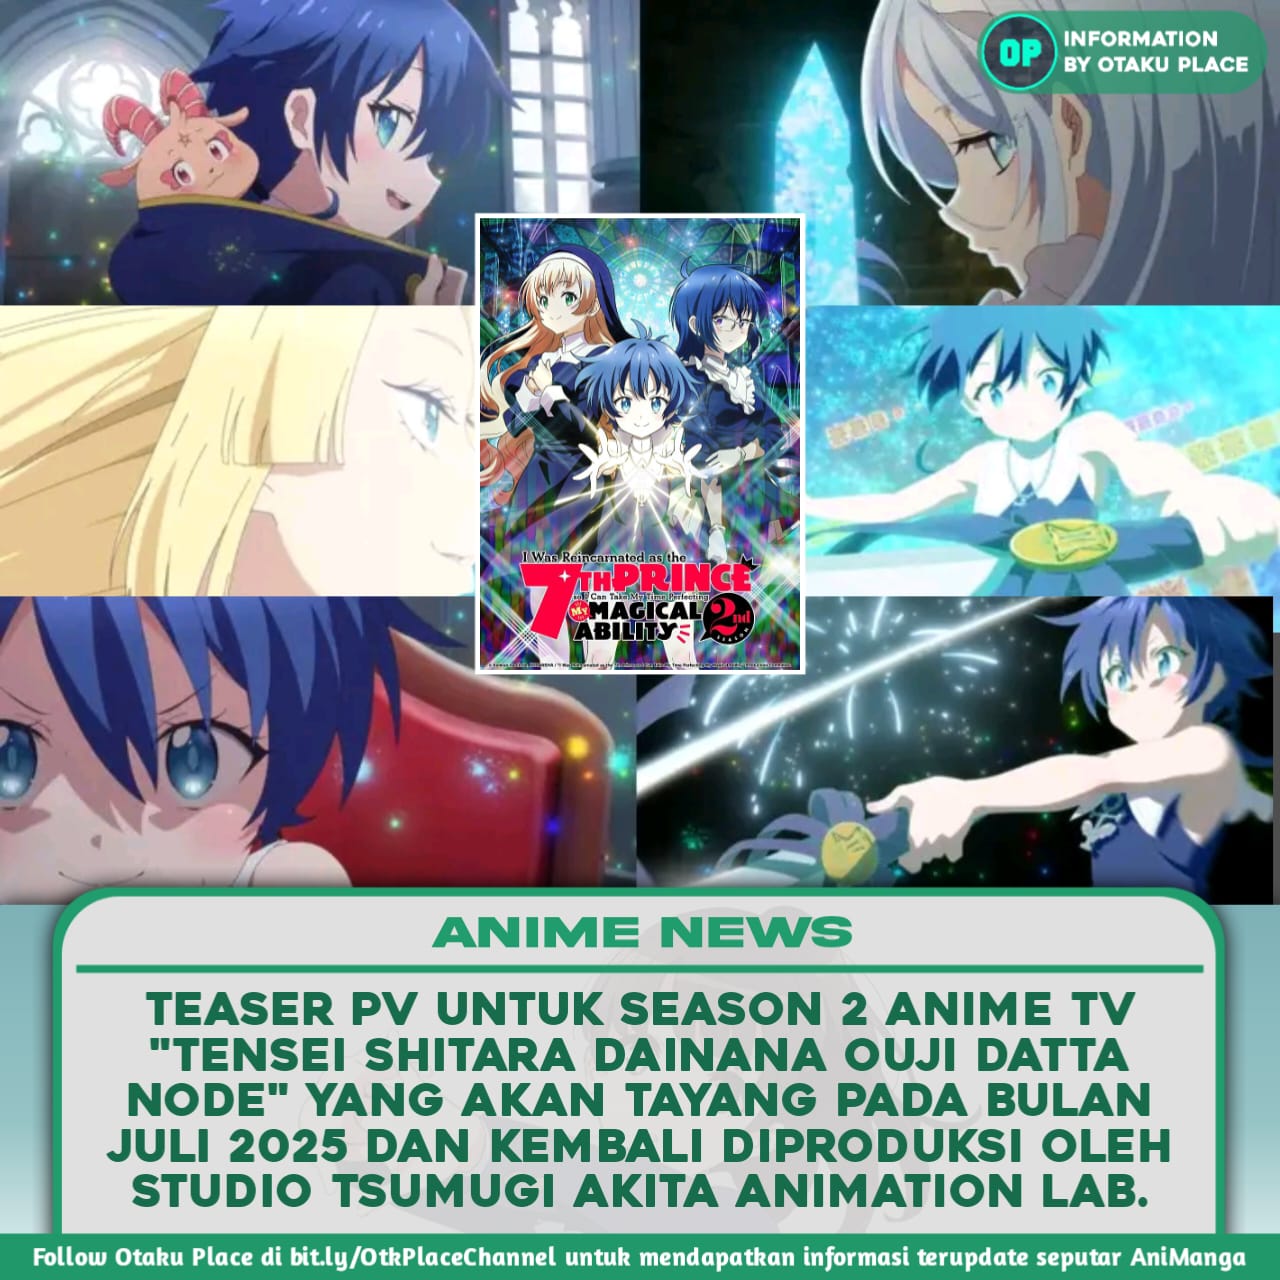 OP
INFORMATION
BY OTAKU PLACE
I Was Reincarnated as the
7TH PRINCE
so I Can Take My Time Perfecting
MY MAGICAL
ABILITY
2nd
SEASON
ANIME NEWS
TEASER PV UNTUK SEASON 2 ANIME TV
"TENSEI SHITARA DAINANA OUJI DATTA
NODE" YANG AKAN TAYANG PADA BULAN
JULI 2025 DAN KEMBALI DIPRODUKSI OLEH
STUDIO TSUMUGI AKITA ANIMATION LAB.
Follow Otaku Place di bit.ly/OtkPlaceChannel untuk mendapatkan informasi terupdate seputar AniManga